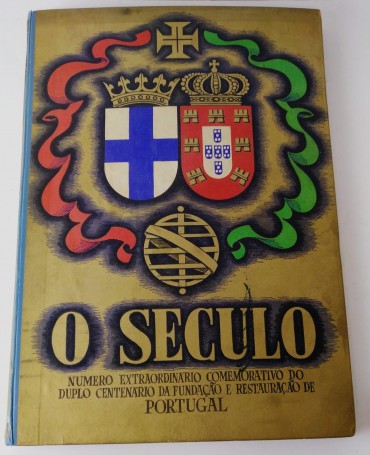 O SECULO
NUMERO EXTRAORDINARIO COMEMORATIVO DO
DUPLO CENTENARIO DA FUNDAÇÃO E RESTAURAÇÃO DE
PORTUGAL